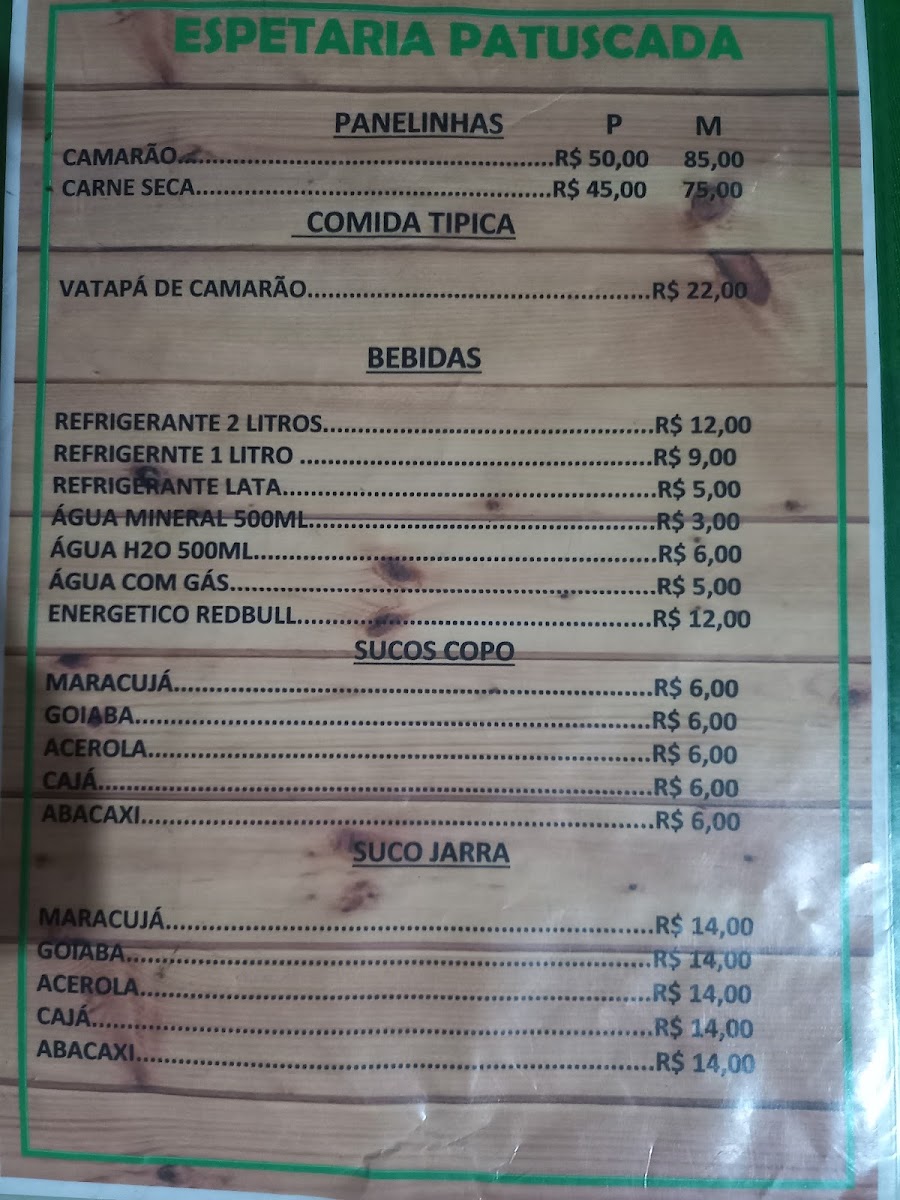 ESPETARIA PATUSCADA
PANELINHAS P M
CAMARÃO......................................................R$ 50,00 85,00
CARNE SECA...................................................R$ 45,00 75,00
COMIDA TIPICA
VATAPÁ DE CAMARÃO.................................................R$ 22,00
BEBIDAS
REFRIGERANTE 2 LITROS...............................................R$ 12,00
REFRIGERNTE 1 LITRO ..................................................R$ 9,00
REFRIGERANTE LATA.....................................................R$ 5,00
ÁGUA MINERAL 500ML.................................................R$ 3,00
ÁGUA H2O 500ML.........................................................R$ 6,00
ÁGUA COM GÁS............................................................R$ 5,00
ENERGETICO REDBULL..................................................R$ 12,00
SUCOS COPO
MARACUJÁ...................................................................R$ 6,00
GOIABA.........................................................................R$ 6,00
ACEROLA.......................................................................R$ 6,00
CAJÁ..............................................................................R$ 6,00
ABACAXI........................................................................R$ 6,00
SUCO JARRA
MARACUJÁ...................................................................R$ 14,00
GOIABA.........................................................................R$ 14,00
ACEROLA.......................................................................R$ 14,00
CAJÁ..............................................................................R$ 14,00
ABACAXI........................................................................R$ 14,00